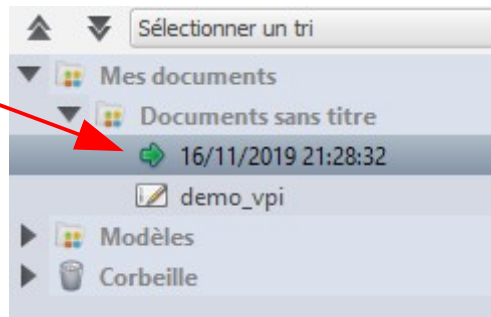 Sélectionner un tri
Mes documents
Documents sans titre
16/11/2019 21:28:32
demo_vpi
Modèles
Corbeille